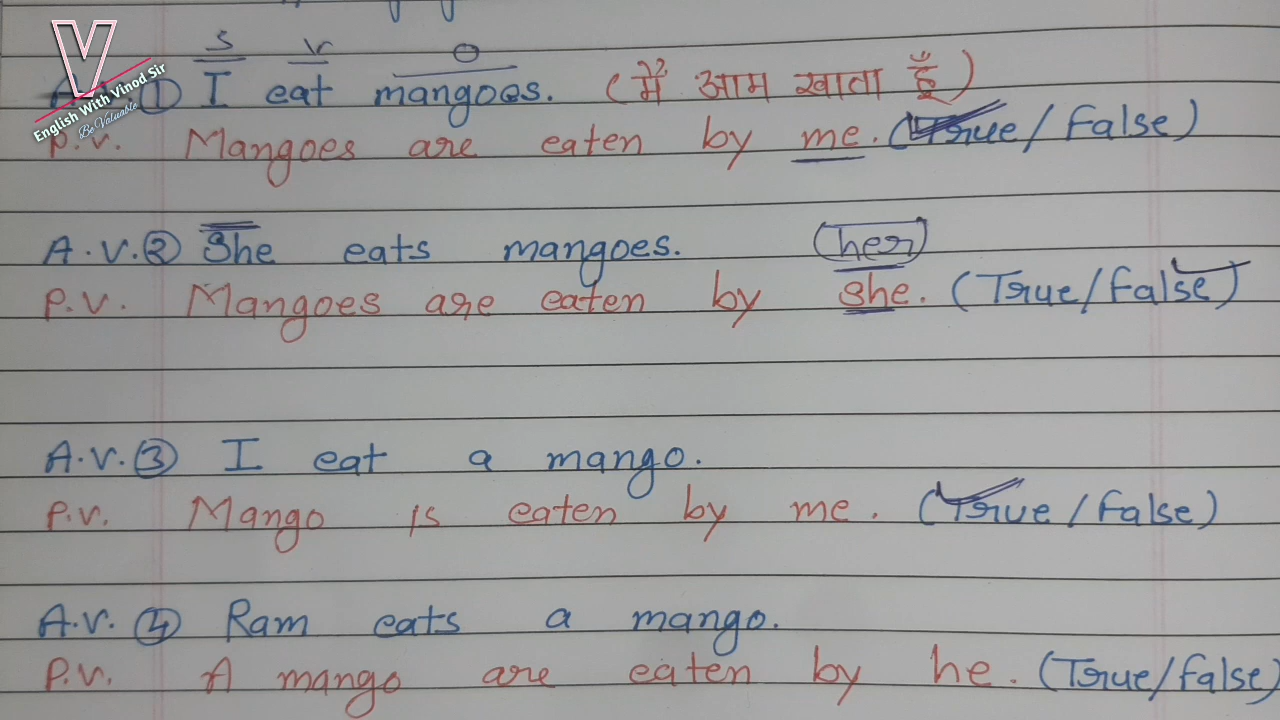 V
English With Vinod Sir
Be Valuable
S V O
① I eat mangoes. (मैं आम खाता हूँ)
P.V. Mangoes are eaten by me. (True/False)
A.V. ② She eats mangoes. (her)
P.V. Mangoes are eaten by she. (True/False)
A.V. ③ I eat a mango.
P.V. Mango is eaten by me. (True/False)
A.V. ④ Ram eats a mango.
P.V. A mango are eaten by he. (True/False)